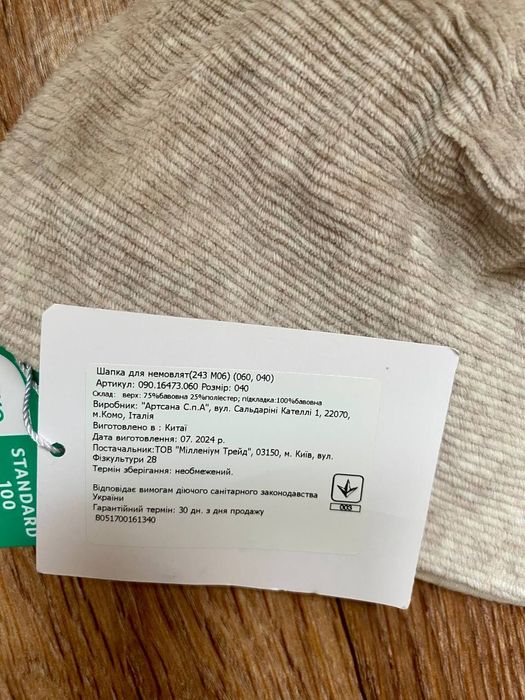 Шапка для немовлят(243 M06) (060, 040)
Артикул: 090.16473.060 Розмір: 040
Склад: верх: 75%бавовна 25%поліестер; підкладка:100%бавовна
Виробник: "Артсана С.п.А", вул. Сальдаріні Кателлі 1, 22070,
м.Комо, Італія
Виготовлено в : Китаї
Дата виготовлення: 07. 2024 р.
Постачальник:ТОВ "Мілленіум Трейд", 03150, м. Київ, вул.
Фізкультури 28
Термін зберігання: необмежений.
Відповідає вимогам діючого санітарного законодавства
України
Гарантійний термін: 30 дн. з дня продажу
8051700161340
003
STANDARD
100